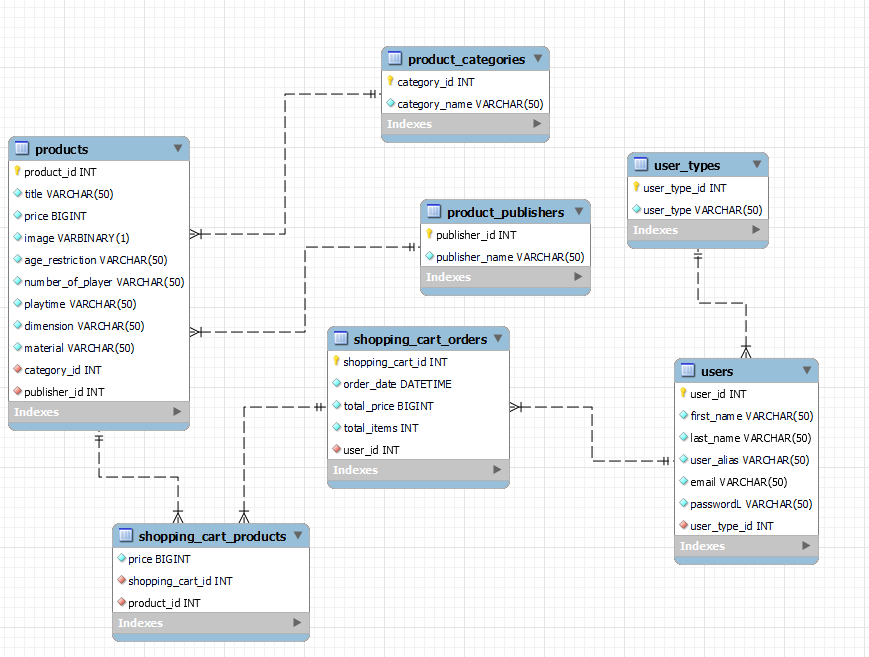 product_categories
category_id INT
category_name VARCHAR(50)
Indexes
products
product_id INT
title VARCHAR(50)
price BIGINT
image VARBINARY(1)
age_restriction VARCHAR(50)
number_of_player VARCHAR(50)
playtime VARCHAR(50)
dimension VARCHAR(50)
material VARCHAR(50)
category_id INT
publisher_id INT
Indexes
product_publishers
publisher_id INT
publisher_name VARCHAR(50)
Indexes
user_types
user_type_id INT
user_type VARCHAR(50)
Indexes
shopping_cart_orders
shopping_cart_id INT
order_date DATETIME
total_price BIGINT
total_items INT
user_id INT
Indexes
users
user_id INT
first_name VARCHAR(50)
last_name VARCHAR(50)
user_alias VARCHAR(50)
email VARCHAR(50)
passwordL VARCHAR(50)
user_type_id INT
Indexes
shopping_cart_products
price BIGINT
shopping_cart_id INT
product_id INT
Indexes